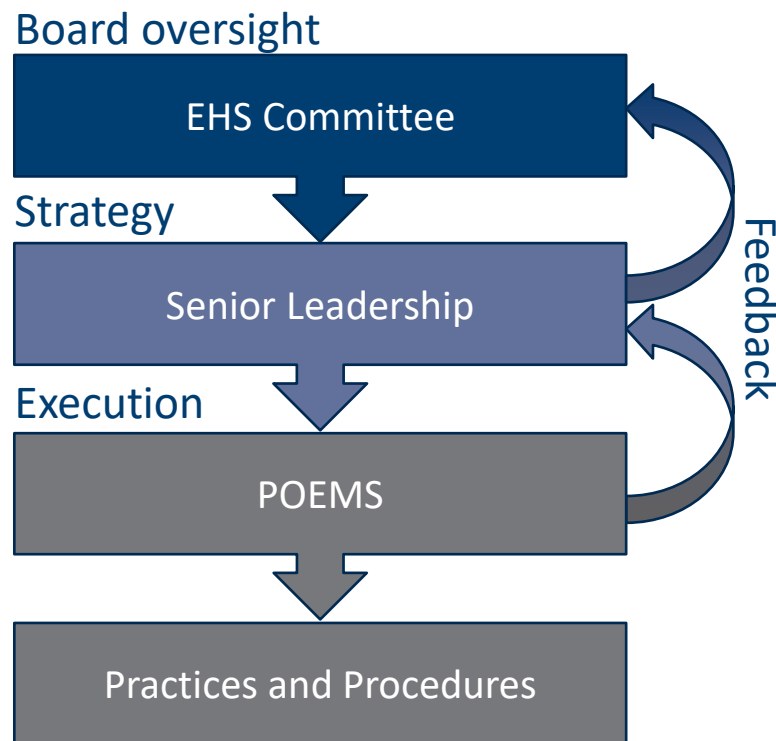 Board oversight
EHS Committee
Strategy
Senior Leadership
Feedback
Execution
POEMS
Practices and Procedures